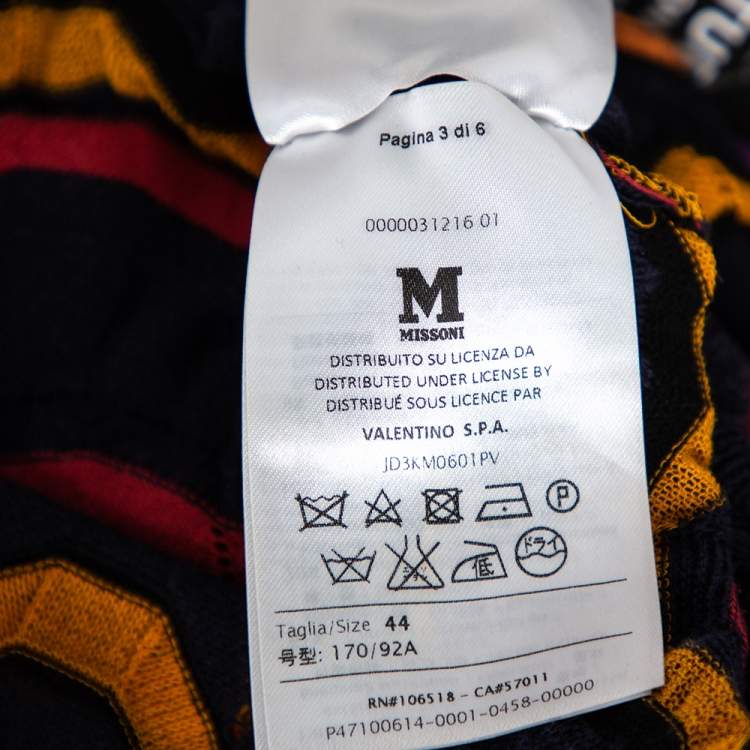 Pagina 3 di 6
0000031216 01
M
MISSONI
DISTRIBUITO SU LICENZA DA
DISTRIBUTED UNDER LICENSE BY
DISTRIBUÉ SOUS LICENCE PAR
VALENTINO S.P.A.
JD3KM0601PV
P
低 ドライ
Taglia/Size 44
号型: 170/92A
RN#106518 - CA#57011
P47100614-0001-0458-00000